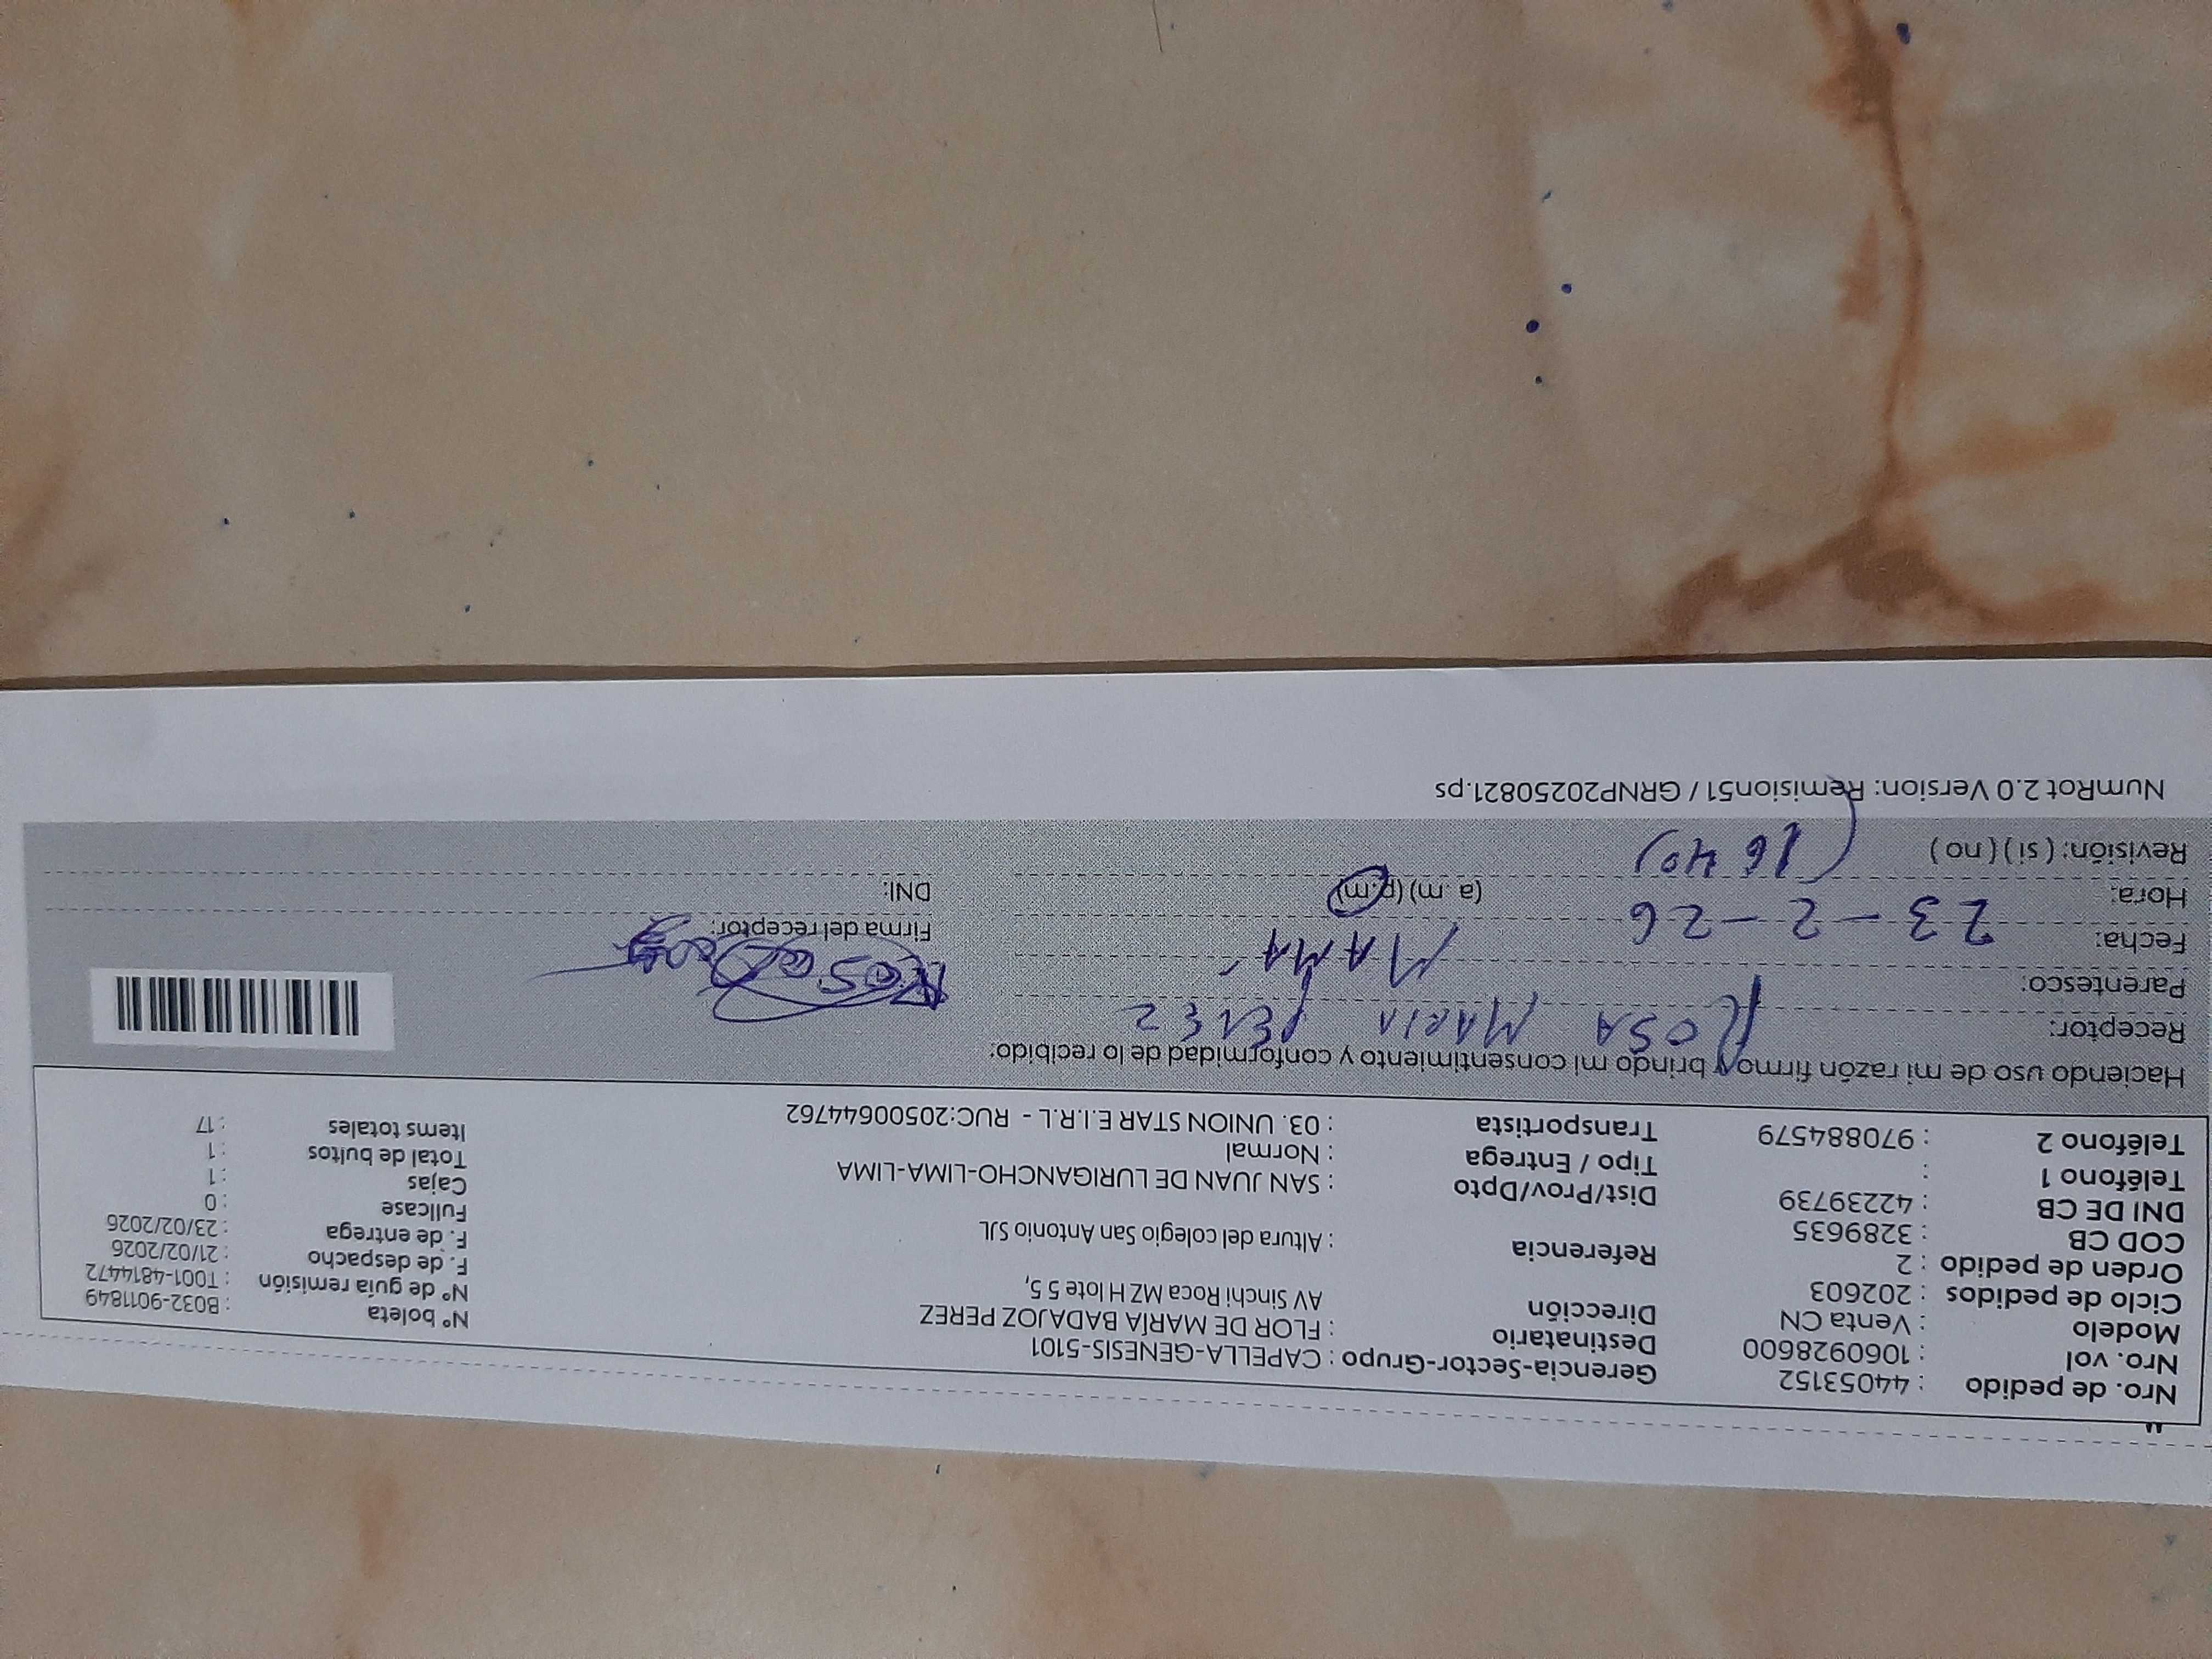 Nro. de pedido : 44053152 Gerencia-Sector-Grupo : CAPELLA-GENESIS-5101 N° boleta : B032-9011849
Nro. vol : 1060928600 Destinatario : FLOR DE MARÍA BADAJOZ PEREZ N° de guía remisión : T001-4814472
Modelo : Venta CN Dirección AV Sinchi Roca MZ H lote 5 5, F. de despacho : 21/02/2026
Ciclo de pedidos : 202603 F. de entrega : 23/02/2026
Orden de pedido : 2 Referencia : Altura del colegio San Antonio SJL Fullcase : 0
COD CB : 3289635 Cajas : 1
DNI DE CB : 42239739 Dist/Prov/Dpto : SAN JUAN DE LURIGANCHO-LIMA-LIMA Total de bultos : 1
Teléfono 1 : Tipo / Entrega : Normal Items totales : 17
Teléfono 2 : 970884579 Transportista : 03. UNION STAR E.I.R.L - RUC:20500644762
Haciendo uso de mi razón firmo y brindo mi consentimiento y conformidad de lo recibido:
Receptor: ROSA MARIA PEREZ
Parentesco: MAMÁ
Fecha: 23-2-26 Firma del receptor:
Hora: (a. m) (p. m) DNI:
Revisión: ( si ) ( no ) (16 40)
NumRot 2.0 Version: Remision51 / GRNP20250821.ps